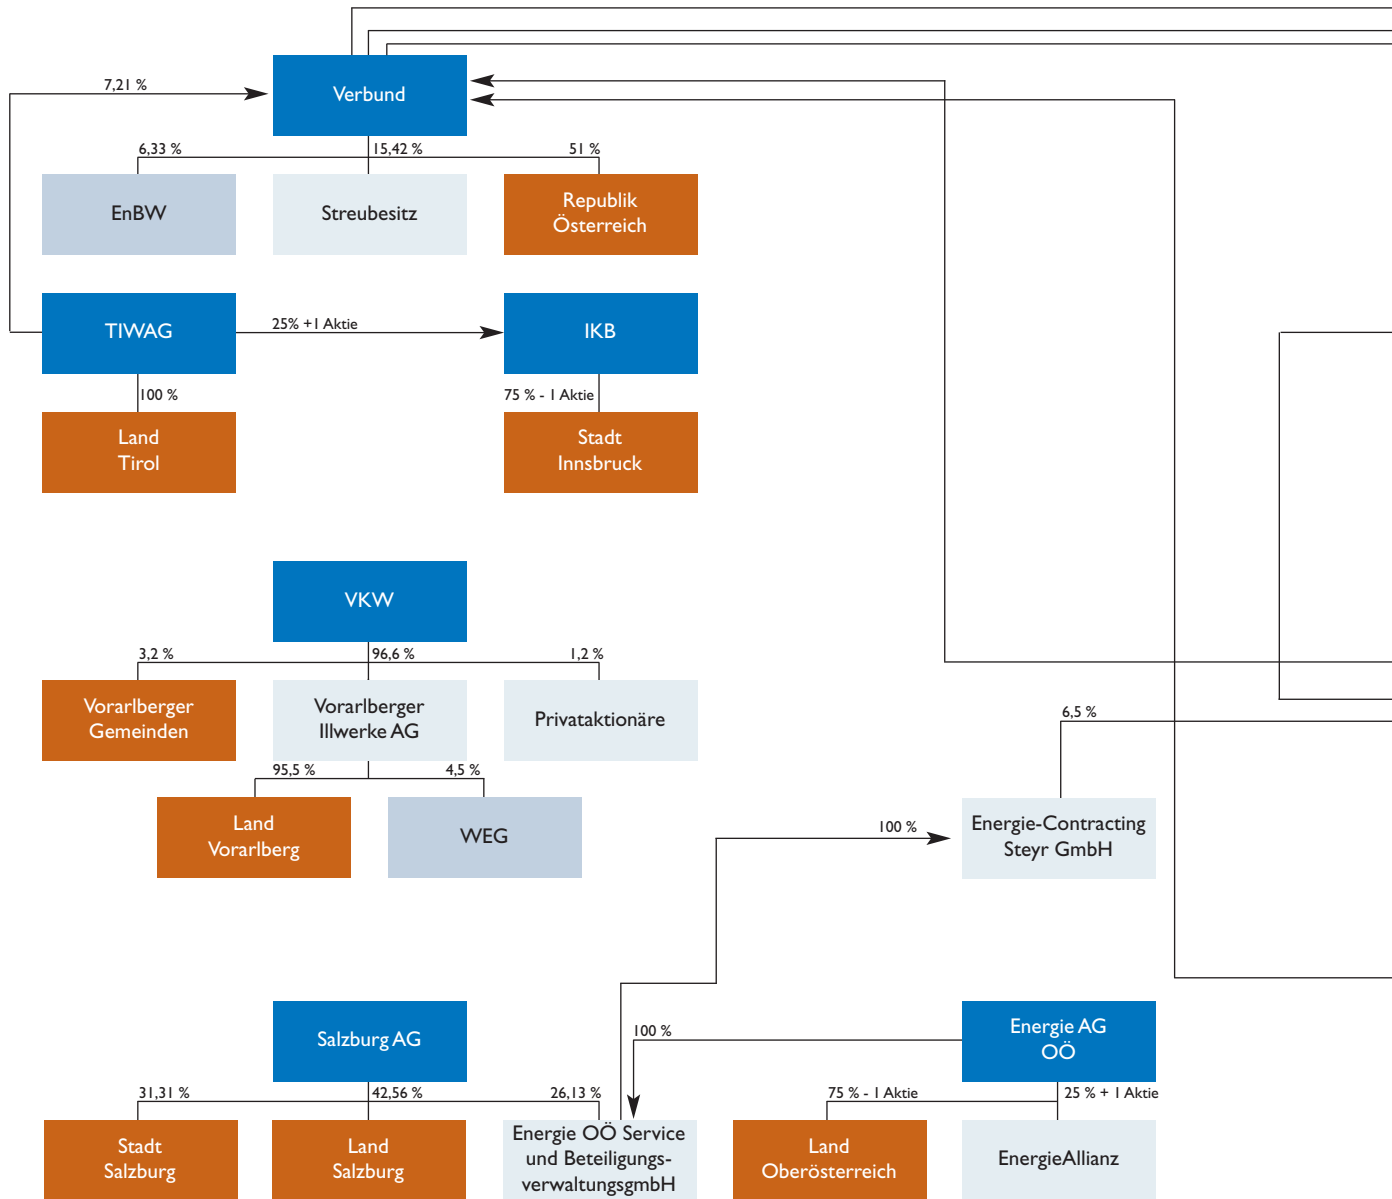 7,21 %
Verbund
6,33 %
15,42 %
51 %
EnBW
Streubesitz
Republik
Österreich
TIWAG
25% +1 Aktie
IKB
100 %
75 % - 1 Aktie
Land
Tirol
Stadt
Innsbruck
VKW
3,2 %
96,6 %
1,2 %
Vorarlberger
Gemeinden
Vorarlberger
Illwerke AG
Privataktionäre
6,5 %
95,5 %
4,5 %
Land
Vorarlberg
WEG
100 %
Energie-Contracting
Steyr GmbH
Salzburg AG
100 %
Energie AG
OÖ
31,31 %
42,56 %
26,13 %
75 % - 1 Aktie
25 % + 1 Aktie
Stadt
Salzburg
Land
Salzburg
Energie OÖ Service
und Beteiligungs-
verwaltungsgmbH
Land
Oberösterreich
EnergieAllianz